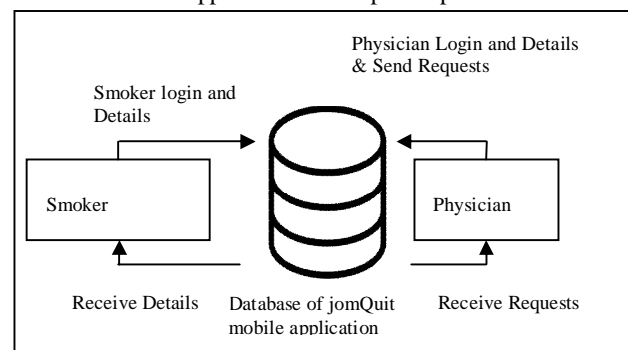 Physician Login and Details
& Send Requests
Smoker login and
Details
Smoker
Physician
Receive Details
Database of jomQuit
mobile application
Receive Requests